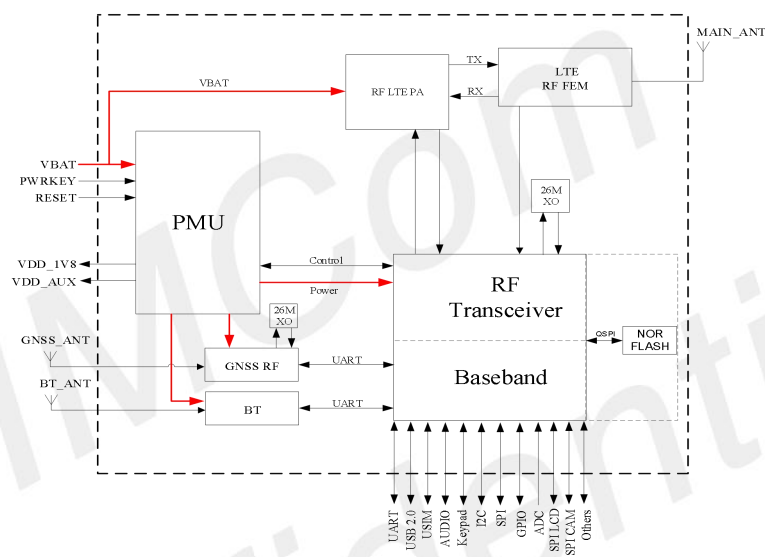 MAIN_ANT
TX
LTE
RF FEM
VBAT
RF LTE PA
RX
VBAT
PWRKEY
RESET
PMU
26M
XO
VDD_1V8
VDD_AUX
Control
Power
RF
Transceiver
26M
XO
QSPI
NOR
FLASH
GNSS_ANT
GNSS RF
UART
Baseband
BT_ANT
BT
UART
UART
USB 2.0
USIM
AUDIO
Keypad
I2C
SPI
GPIO
ADC
SPI LCD
SPI CAM
Others